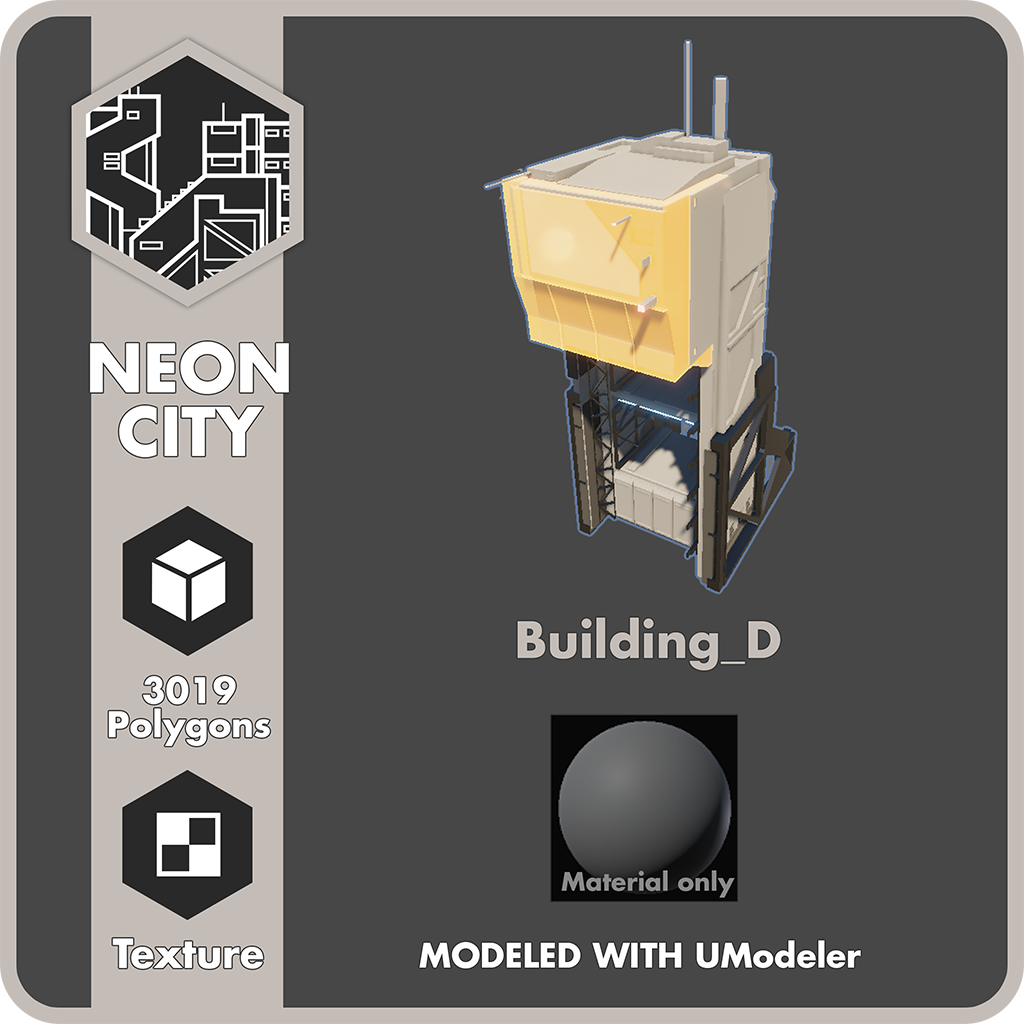 NEON
CITY
3019
Polygons
Texture
Building_D
Material only
MODELED WITH UModeler